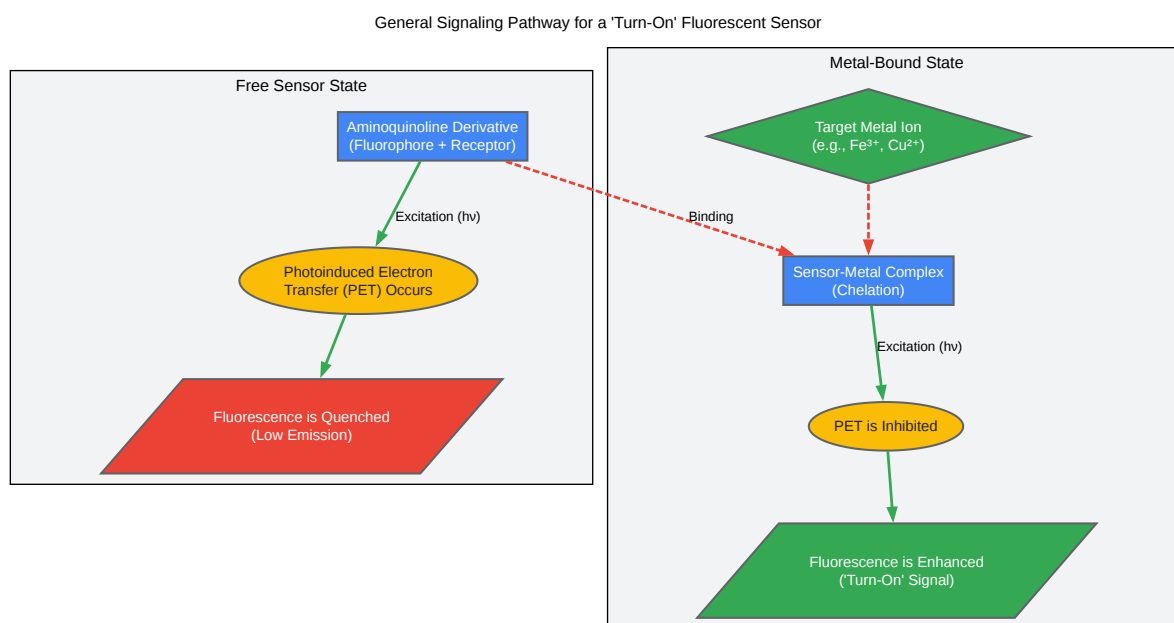 General Signaling Pathway for a 'Turn-On' Fluorescent Sensor
Free Sensor State
Aminoquinoline Derivative
(Fluorophore + Receptor)
Excitation (hν)
Photoinduced Electron
Transfer (PET) Occurs
Fluorescence is Quenched
(Low Emission)
Binding
Metal-Bound State
Target Metal Ion
(e.g., Fe³⁺, Cu²⁺)
Sensor-Metal Complex
(Chelation)
Excitation (hν)
PET is Inhibited
Fluorescence is Enhanced
('Turn-On' Signal)